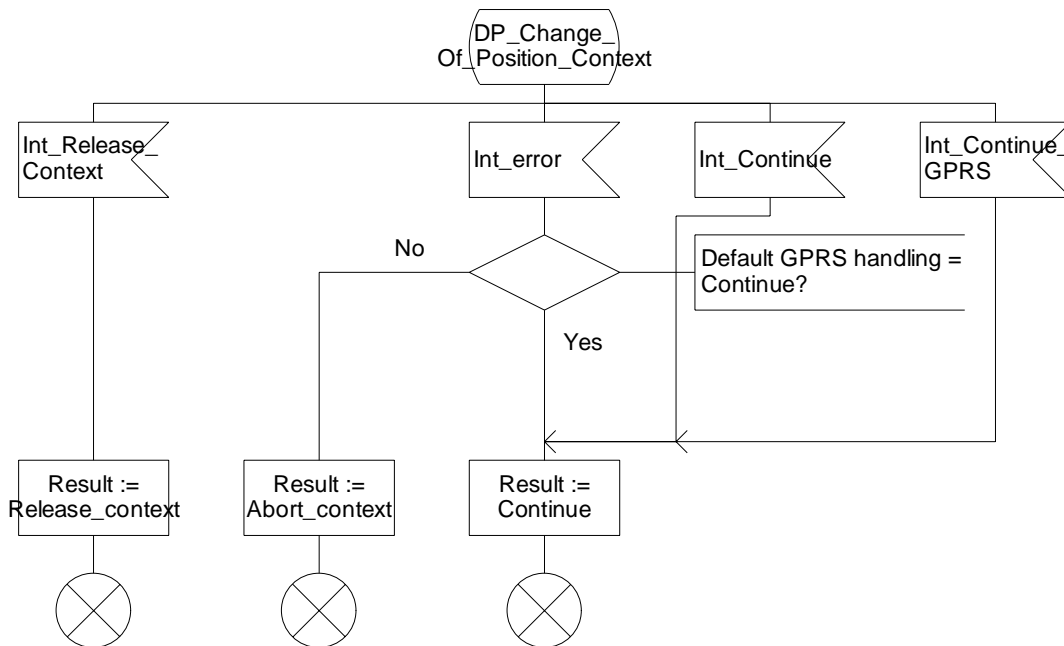 DP_Change_
Of_Position_Context
Int_Release_
Context
Int_error
Int_Continue
Int_Continue_
GPRS
No
Default GPRS handling =
Continue?
Yes
Result :=
Release_context
Result :=
Abort_context
Result :=
Continue